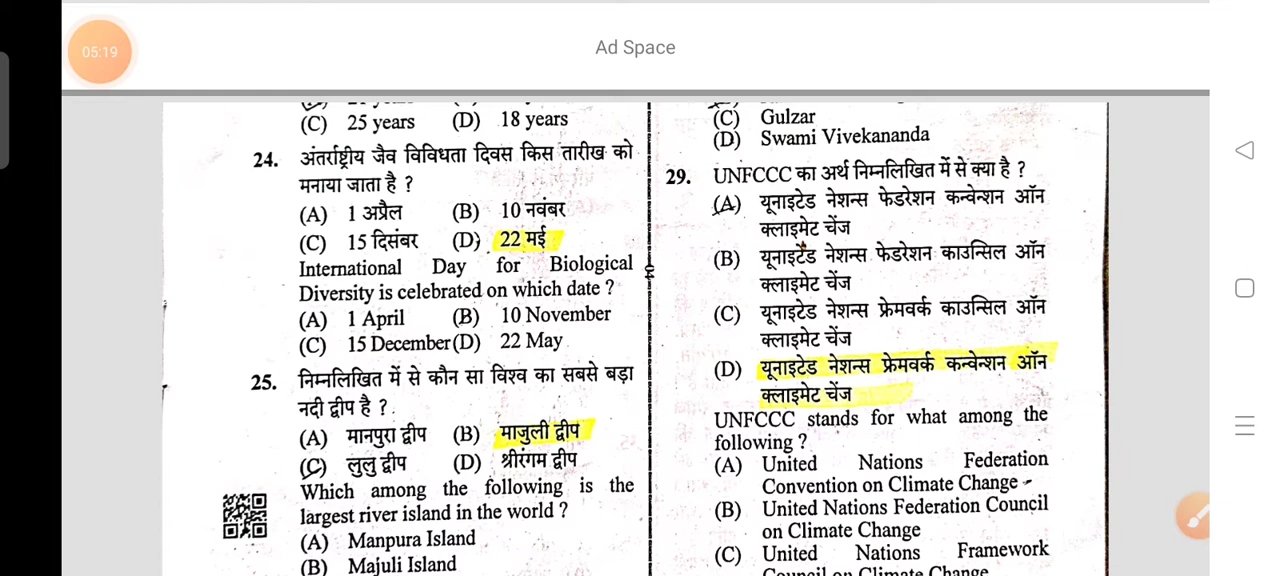 05:19
Ad Space
(C) 25 years (D) 18 years
24. अंतर्राष्ट्रीय जैव विविधता दिवस किस तारीख को
मनाया जाता है ?
(A) 1 अप्रैल (B) 10 नवंबर
(C) 15 दिसंबर (D) 22 मई
International Day for Biological
Diversity is celebrated on which date ?
(A) 1 April (B) 10 November
(C) 15 December (D) 22 May
25. निम्नलिखित में से कौन सा विश्व का सबसे बड़ा
नदी द्वीप है ?
(A) मानपुरा द्वीप (B) माजुली द्वीप
(C) लुलु द्वीप (D) श्रीरंगम द्वीप
Which among the following is the
largest river island in the world ?
(A) Manpura Island
(B) Majuli Island
(C) Gulzar
(D) Swami Vivekananda
29. UNFCCC का अर्थ निम्नलिखित में से क्या है ?
(A) यूनाइटेड नेशन्स फेडरेशन कन्वेन्शन ऑन
क्लाइमेट चेंज
(B) यूनाइटेड नेशन्स फेडरेशन काउन्सिल ऑन
क्लाइमेट चेंज
(C) यूनाइटेड नेशन्स फ्रेमवर्क काउन्सिल ऑन
क्लाइमेट चेंज
(D) यूनाइटेड नेशन्स फ्रेमवर्क कन्वेन्शन ऑन
क्लाइमेट चेंज
UNFCCC stands for what among the
following ?
(A) United Nations Federation
Convention on Climate Change
(B) United Nations Federation Council
on Climate Change
(C) United Nations Framework
Council on Climate Change